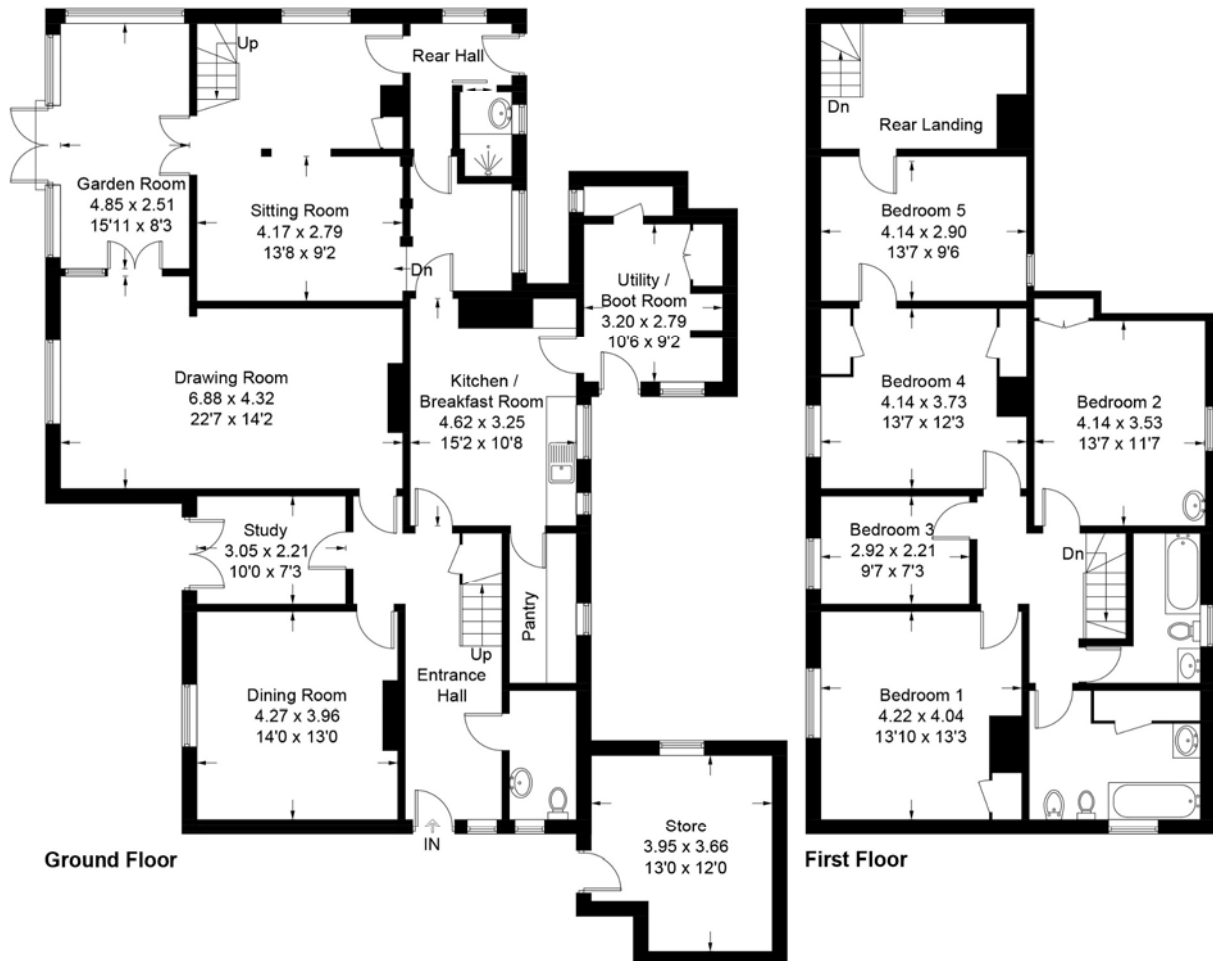 Up
Rear Hall
Garden Room
4.85 x 2.51
15'11 x 8'3
Sitting Room
4.17 x 2.79
13'8 x 9'2
Dn
Utility /
Boot Room
3.20 x 2.79
10'6 x 9'2
Drawing Room
6.88 x 4.32
22'7 x 14'2
Kitchen /
Breakfast Room
4.62 x 3.25
15'2 x 10'8
Study
3.05 x 2.21
10'0 x 7'3
Pantry
Up
Entrance
Hall
Dining Room
4.27 x 3.96
14'0 x 13'0
IN
Store
3.95 x 3.66
13'0 x 12'0
Ground Floor
Dn
Rear Landing
Bedroom 5
4.14 x 2.90
13'7 x 9'6
Bedroom 4
4.14 x 3.73
13'7 x 12'3
Bedroom 2
4.14 x 3.53
13'7 x 11'7
Bedroom 3
2.92 x 2.21
9'7 x 7'3
Dn
Bedroom 1
4.22 x 4.04
13'10 x 13'3
First Floor